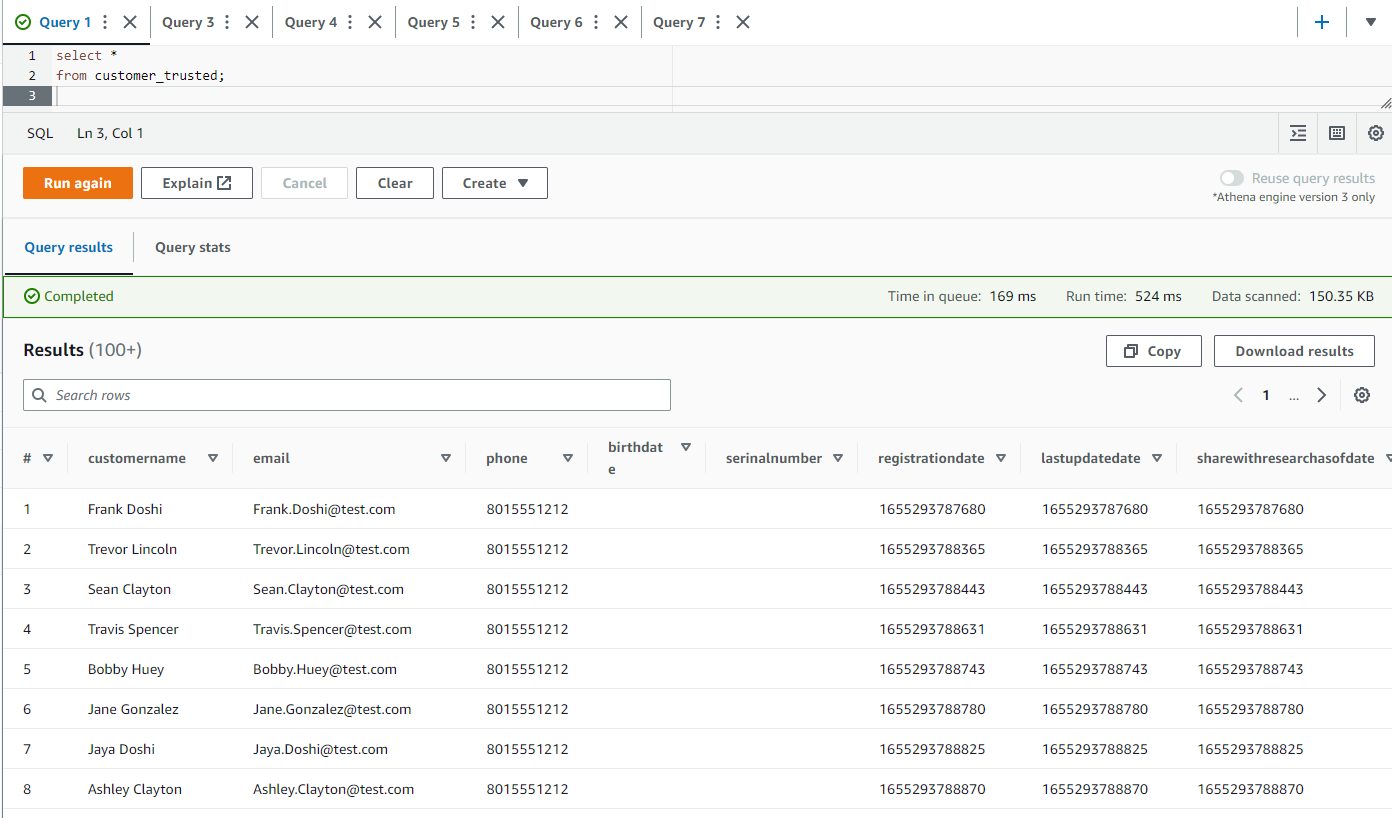 Query 1 Query 3 Query 4 Query 5 Query 6 Query 7
1 select *
2 from customer_trusted;
3
SQL Ln 3, Col 1
Run again Explain Cancel Clear Create Reuse query results
*Athena engine version 3 only
Query results Query stats
Completed Time in queue: 169 ms Run time: 524 ms Data scanned: 150.35 KB
Results (100+) Copy Download results
Search rows 1 ...
# customername email phone birthdat
e serinalnumber registrationdate lastupdatedate sharewithresearchasofdate
1 Frank Doshi Frank.Doshi@test.com 8015551212 1655293787680 1655293787680 1655293787680
2 Trevor Lincoln Trevor.Lincoln@test.com 8015551212 1655293788365 1655293788365 1655293788365
3 Sean Clayton Sean.Clayton@test.com 8015551212 1655293788443 1655293788443 1655293788443
4 Travis Spencer Travis.Spencer@test.com 8015551212 1655293788631 1655293788631 1655293788631
5 Bobby Huey Bobby.Huey@test.com 8015551212 1655293788743 1655293788743 1655293788743
6 Jane Gonzalez Jane.Gonzalez@test.com 8015551212 1655293788780 1655293788780 1655293788780
7 Jaya Doshi Jaya.Doshi@test.com 8015551212 1655293788825 1655293788825 1655293788825
8 Ashley Clayton Ashley.Clayton@test.com 8015551212 1655293788870 1655293788870 1655293788870